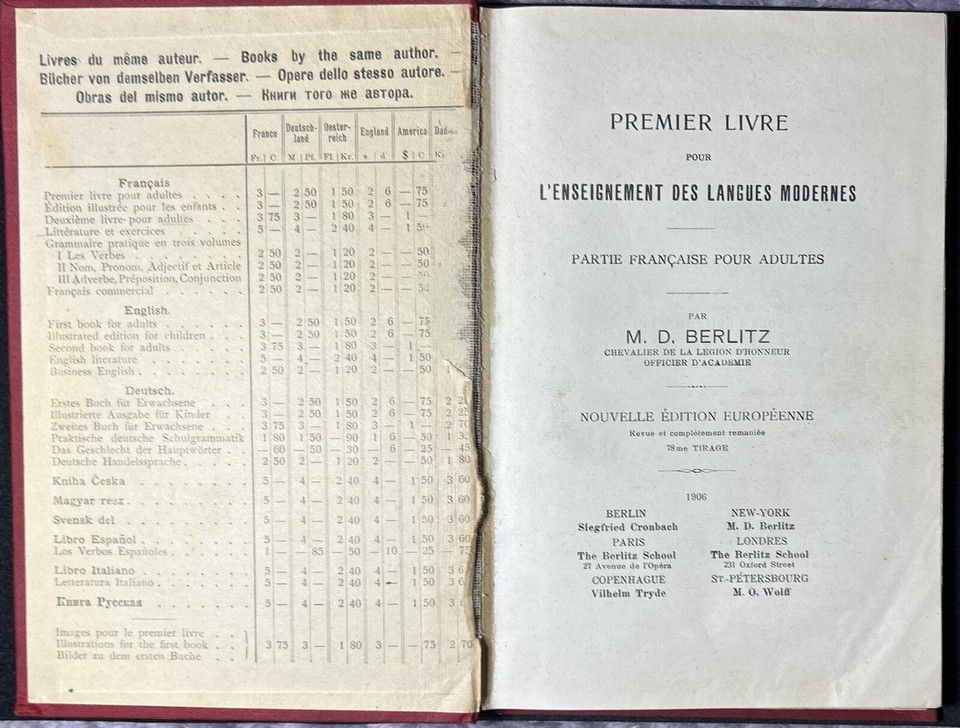 Livres du même auteur. — Books by the same author. —
Bücher von demselben Verfasser. — Opere dello stesso autore. —
Obras del mismo autor. — Книги того же автора.
France Deutsch-land Oester-reich England America
Fr. C. M Pf. Fl. Kr. s. d $ C K
Français
Premier livre pour adultes . . . . 3 — 2 50 1 50 2 6 — 75
Édition illustrée pour les enfants . . 3 — 2 50 1 50 2 6 — 75
Deuxième livre pour adultes . . . 3 75 3 — 1 80 3 — 1 —
Littérature et exercices . . . . . 5 — 4 — 2 40 4 — 1 50
Grammaire pratique en trois volumes
I Les Verbes . . . . . . . 2 50 2 — 1 20 2 — — 50
II Nom, Pronom, Adjectif et Article 2 50 2 — 1 20 2 — — 50
III Adverbe, Préposition, Conjunction 2 50 2 — 1 20 2 — — 50
Français commercial . . . . . . 2 50 2 — 1 20 2 — —
English.
First book for adults . . . . . . 3 — 2 50 1 50 2 6 — 75
Illustrated edition for children . . . 3 — 2 50 1 50 2 6 — 75
Second book for adults . . . . . 3 75 3 — 1 80 3 — 1 —
English literature . . . . . . . 5 — 4 — 2 40 4 — 1 50
Business English . . . . . . . . 2 50 2 — 1 20 2 — — 50 1
Deutsch.
Erstes Buch für Erwachsene . . . 3 — 2 50 1 50 2 6 — 75 2
Illustrierte Ausgabe für Kinder . . 3 — 2 50 1 50 2 6 — 75 2
Zweites Buch für Erwachsene . . . 3 75 3 — 1 80 3 — 1 — 2 70
Praktische deutsche Schulgrammatik 1 80 1 50 — 90 1 6 — 50 1
Das Geschlecht der Hauptwörter . . — 60 — 50 — 30 — 6 — 25 — 45
Deutsche Handelssprache . . . . . 2 50 2 — 1 20 2 — — 50 1 80
Kniha Česka . . . . . . . . 5 — 4 — 2 40 4 — 1 50 3 60
Magyar resz . . . . . . . . 5 — 4 — 2 40 4 — 1 50 3 60
Svensk del . . . . . . . . 5 — 4 — 2 40 4 — 1 50 3 60
Libro Español . . . . . . . 5 — 4 — 2 40 4 — 1 50 3 60
Los Verbos Españoles . . . . . . 1 — — 85 — 50 — 10 — 25 —
Libro Italiano . . . . . . . 5 — 4 — 2 40 4 — 1 50 3
Letteratura Italiano . . . . . . . 5 — 4 — 2 40 4 — 1 50 3
Книга Русская . . . . . . . 5 — 4 — 2 40 4 — 1 50 3
Images pour le premier livre . . }
Illustrations for the first book . . } 3 75 3 — 1 80 3 — — 75 2 70
Bilder zu dem ersten Buche . . }
PREMIER LIVRE
POUR
L'ENSEIGNEMENT DES LANGUES MODERNES
PARTIE FRANÇAISE POUR ADULTES
PAR
M. D. BERLITZ
CHEVALIER DE LA LEGION D'HONNEUR
OFFICIER D'ACADEMIE
NOUVELLE ÉDITION EUROPÉENNE
Revue et complétement remaniée
78me TIRAGE
1906
BERLIN
Siegfried Cronbach
PARIS
The Berlitz School
27 Avenue de l'Opéra
COPENHAGUE
Vilhelm Tryde
NEW-YORK
M. D. Berlitz
LONDRES
The Berlitz School
231 Oxford Street
ST.-PÉTERSBOURG
M. O. Wolff